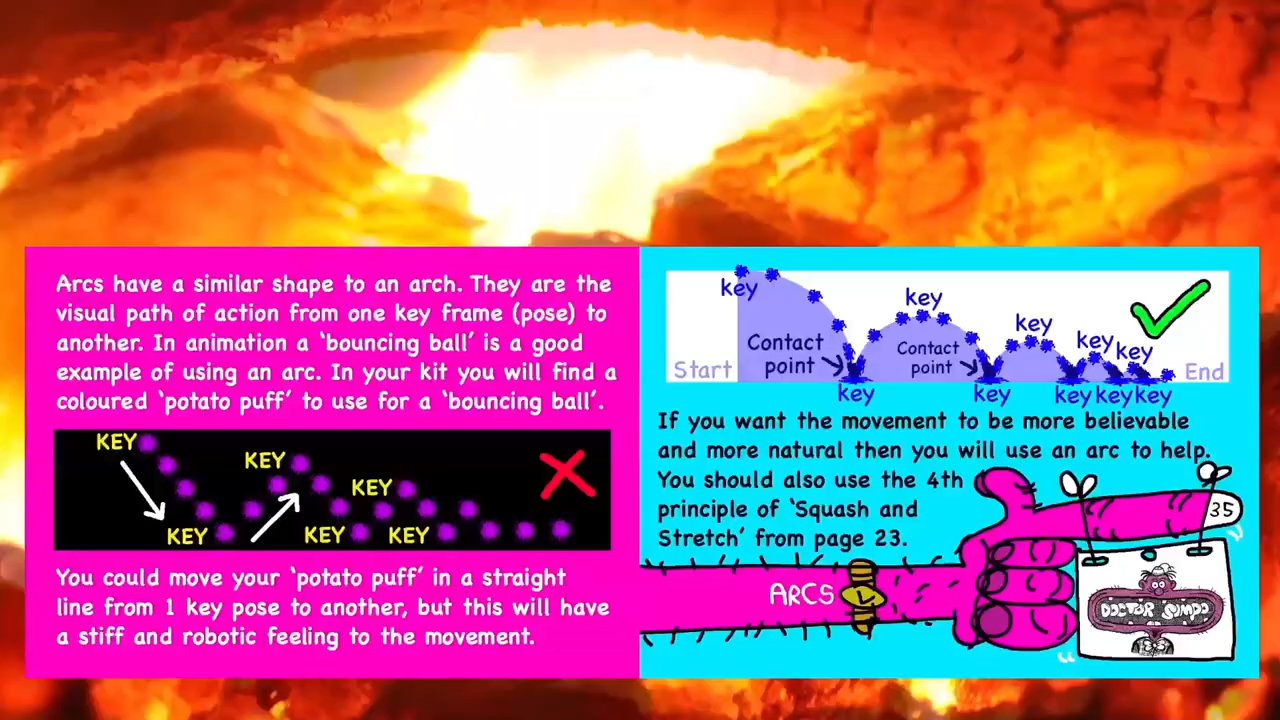 Arcs have a similar shape to an arch. They are the
visual path of action from one key frame (pose) to
another. In animation a ‘bouncing ball’ is a good
example of using an arc. In your kit you will find a
coloured ‘potato puff’ to use for a ‘bouncing ball’.
KEY
KEY
KEY
KEY
KEY
KEY
You could move your ‘potato puff’ in a straight
line from 1 key pose to another, but this will have
a stiff and robotic feeling to the movement.
key
key
key
key
key
Contact
point
Contact
point
Start
End
key
key
key
key
key
If you want the movement to be more believable
and more natural then you will use an arc to help.
You should also use the 4th
principle of ‘Squash and
Stretch’ from page 23.
35
ARCS
DOCTOR SIMPO